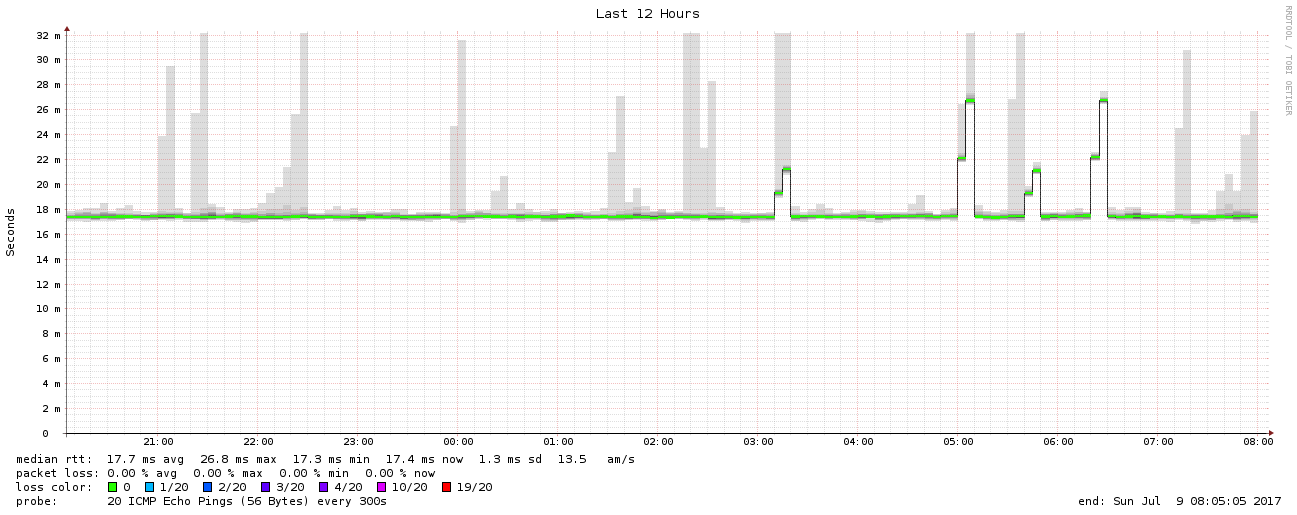 Last 12 Hours
RRDTOOL / TOBI OETIKER
Seconds
32 m
30 m
28 m
26 m
24 m
22 m
20 m
18 m
16 m
14 m
12 m
10 m
8 m
6 m
4 m
2 m
0
21:00 22:00 23:00 00:00 01:00 02:00 03:00 04:00 05:00 06:00 07:00 08:00
median rtt: 17.7 ms avg 26.8 ms max 17.3 ms min 17.4 ms now 1.3 ms sd 13.5 am/s
packet loss: 0.00 % avg 0.00 % max 0.00 % min 0.00 % now
loss color: 0 1/20 2/20 3/20 4/20 10/20 19/20
probe: 20 ICMP Echo Pings (56 Bytes) every 300s end: Sun Jul 9 08:05:05 2017